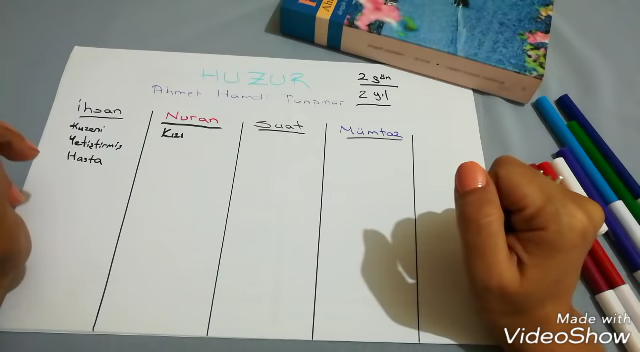 HUZUR
2 gün
Ahmet Hamdi Tanpınar
2 yıl
İhsan
Kuzeni
Yetiştirmiş
Hasta
Nuran
Kızı
Suat
Mümtaz
Made with
VideoShow